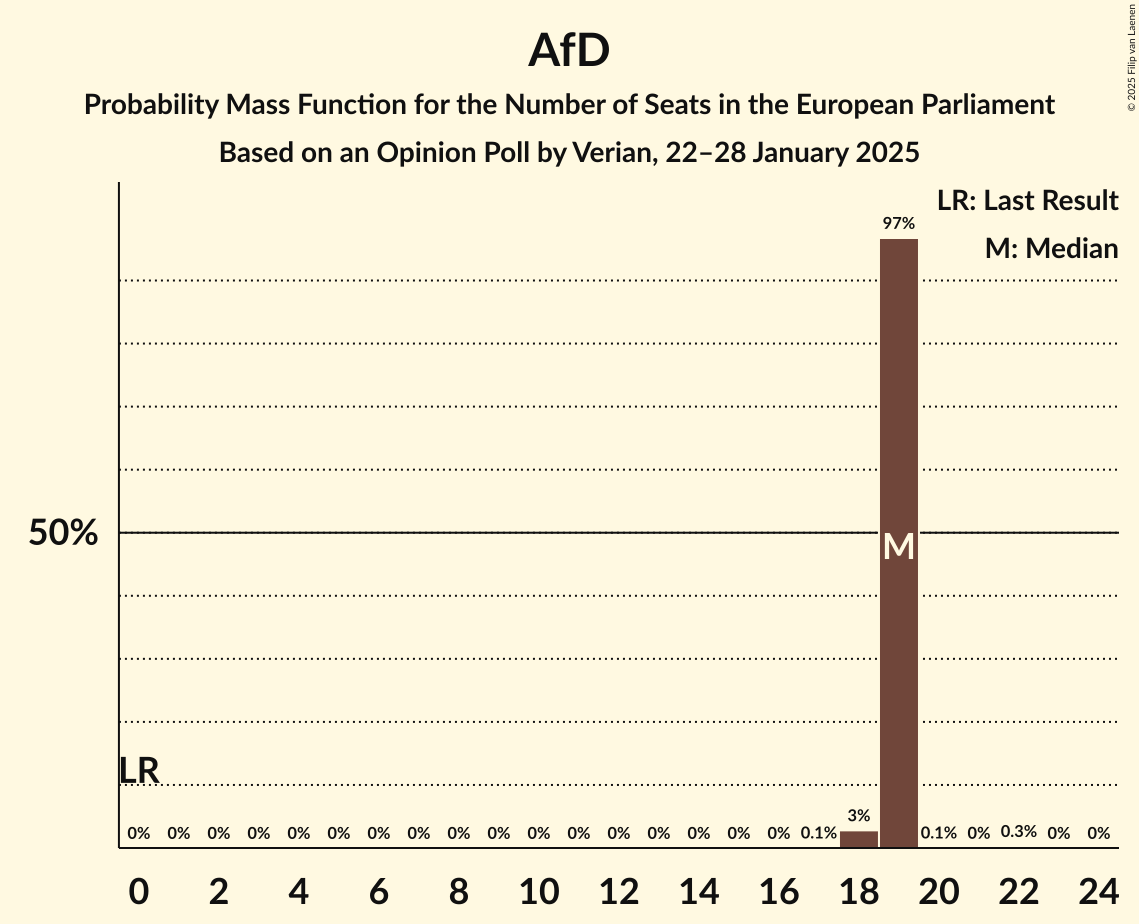 AfD
Probability Mass Function for the Number of Seats in the European Parliament
Based on an Opinion Poll by Verian, 22–28 January 2025
© 2025 Filip van Laenen
LR: Last Result
M: Median
97%
50%
M
LR
3%
0% 0% 0% 0% 0% 0% 0% 0% 0% 0% 0% 0% 0% 0% 0% 0% 0% 0.1% 0.1% 0% 0.3% 0% 0%
0 2 4 6 8 10 12 14 16 18 20 22 24